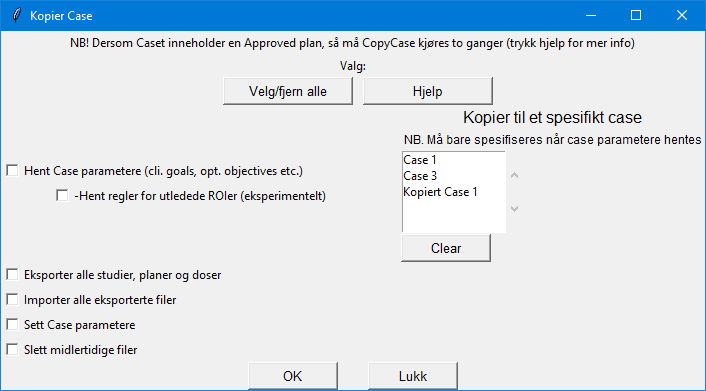 Kopier Case
NB! Dersom Caset inneholder en Approved plan, så må CopyCase kjøres to ganger (trykk hjelp for mer info)
Valg:
Velg/fjern alle
Hjelp
Kopier til et spesifikt case
NB. Må bare spesifiseres når case parametere hentes
Hent Case parametere (cli. goals, opt. objectives etc.)
-Hent regler for utledede ROIer (eksperimentelt)
Case 1
Case 3
Kopiert Case 1
Clear
Eksporter alle studier, planer og doser
Importer alle eksporterte filer
Sett Case parametere
Slett midlertidige filer
OK
Lukk